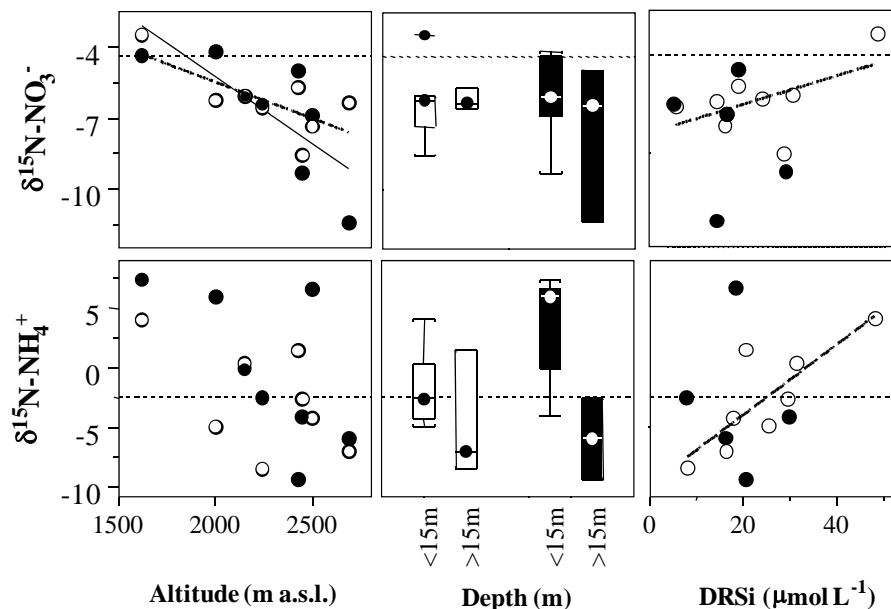 δ15N-NO3-
-4
-7
-10
δ15N-NH4+
5
0
-5
-10
1500 2000 2500
<15m >15m <15m >15m
0 20 40
Altitude (m a.s.l.) Depth (m) DRSi (μmol L-1)